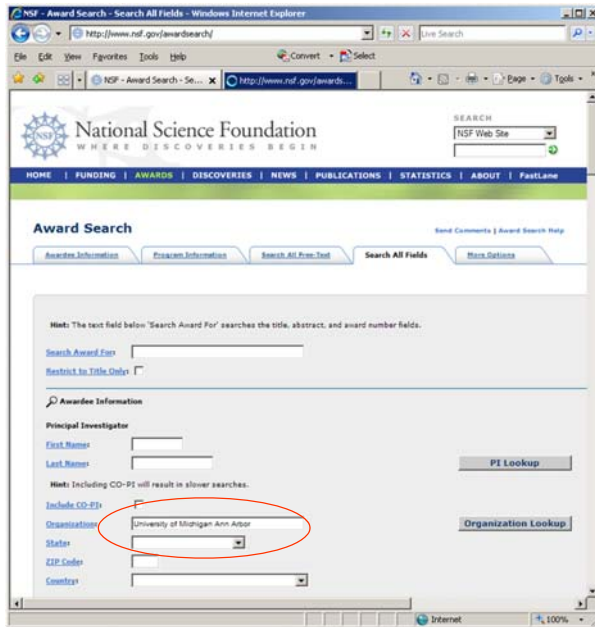 NSF - Award Search - Search All Fields - Windows Internet Explorer
http://www.nsf.gov/awardsearch/
Live Search
File Edit View Favorites Tools Help
Convert Select
NSF - Award Search - Se... http://www.nsf.gov/awards...
Page Tools
National Science Foundation
WHERE DISCOVERIES BEGIN
SEARCH
NSF Web Site
HOME | FUNDING | AWARDS | DISCOVERIES | NEWS | PUBLICATIONS | STATISTICS | ABOUT | FastLane
Award Search
Send Comments | Award Search Help
Awardee Information Program Information Search All Free-Text Search All Fields More Options
Hint: The text field below 'Search Award For' searches the title, abstract, and award number fields.
Search Award For:
Restrict to Title Only:
Awardee Information
Principal Investigator
First Name:
Last Name:
PI Lookup
Hint: Including CO-PI will result in slower searches.
Include CO-PI:
Organization: University of Michigan Ann Arbor
Organization Lookup
State:
ZIP Code:
Country:
Internet 100%